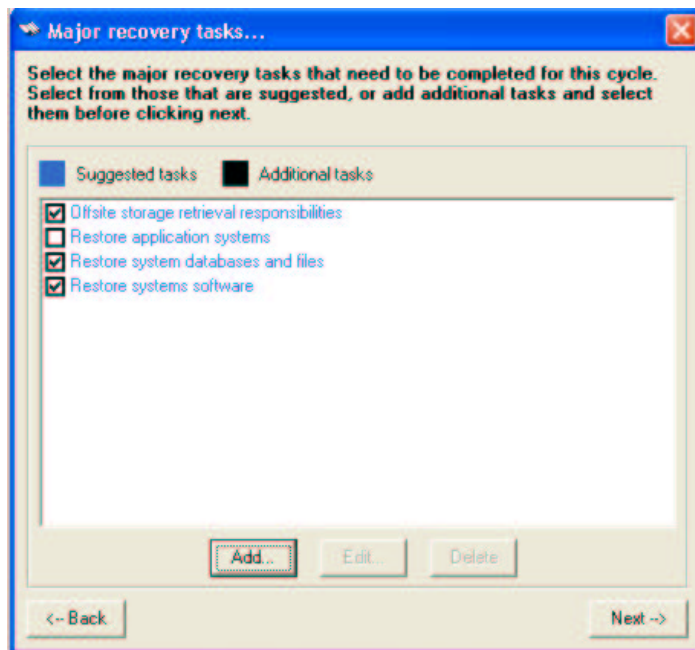 Major recovery tasks...
Select the major recovery tasks that need to be completed for this cycle.
Select from those that are suggested, or add additional tasks and select
them before clicking next.
Suggested tasks Additional tasks
Offsite storage retrieval responsibilities
Restore application systems
Restore system databases and files
Restore systems software
Add... Edit... Delete
<-- Back Next -->